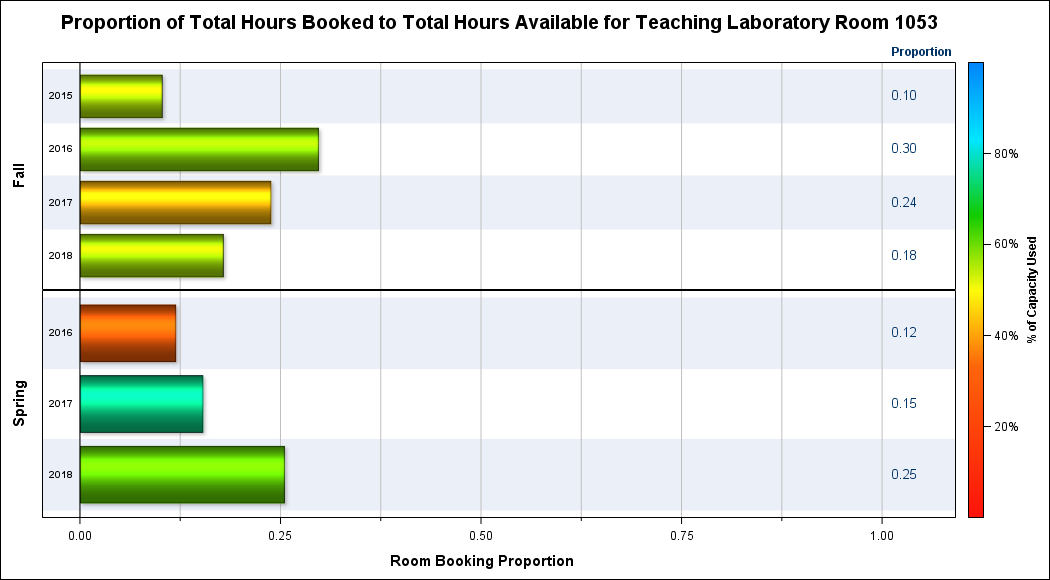 Proportion of Total Hours Booked to Total Hours Available for Teaching Laboratory Room 1053
Proportion
Fall
2015 0.10
2016 0.30
2017 0.24
2018 0.18
Spring
2016 0.12
2017 0.15
2018 0.25
0.00 0.25 0.50 0.75 1.00
Room Booking Proportion
80%
60%
40%
20%
% of Capacity Used